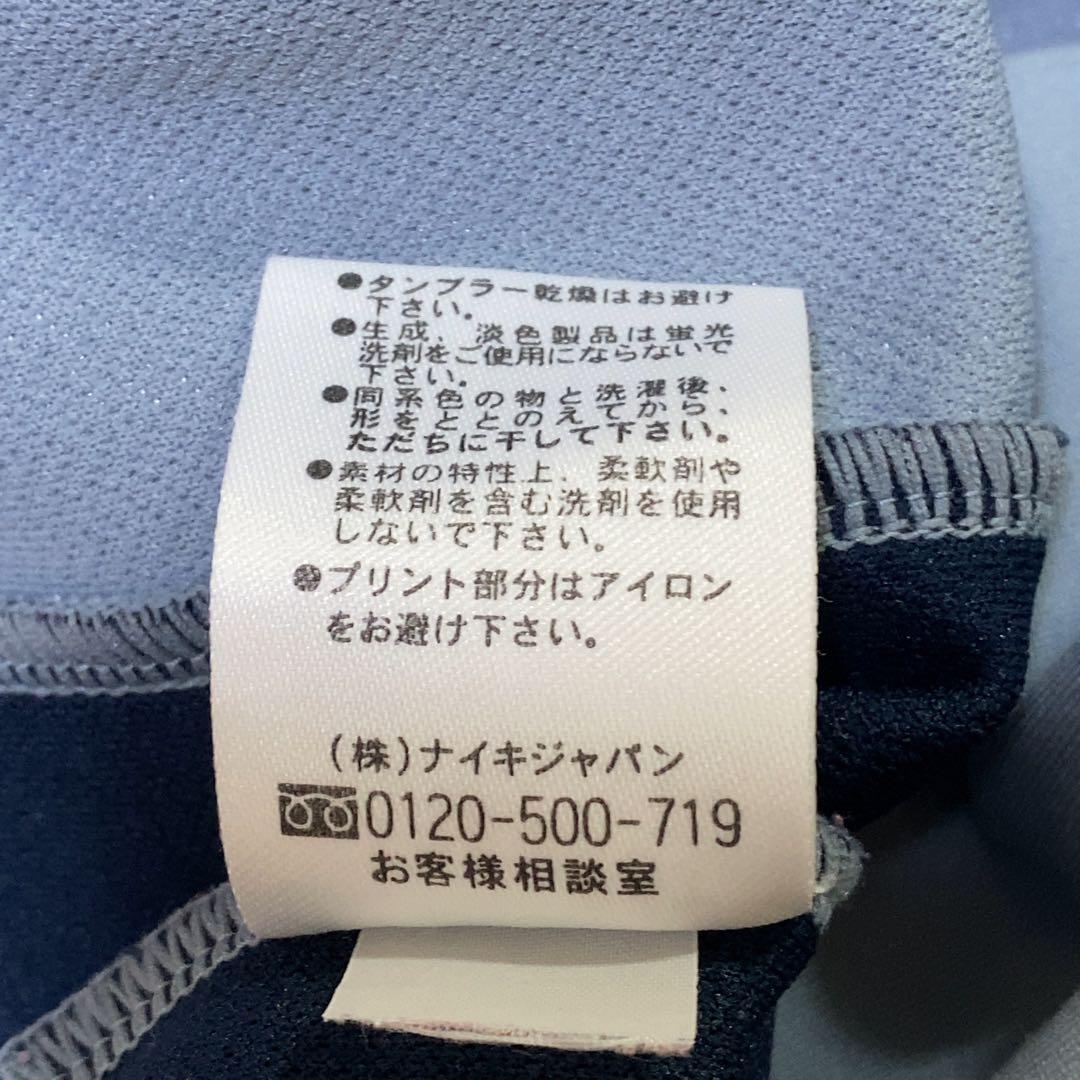 ●タンブラー乾燥はお避け
下さい。
●生成、淡色製品は蛍光
洗剤をご使用にならないで
下さい。
●同系色の物と洗濯後、
形をととのえてから、
ただちに干して下さい。
●素材の特性上、柔軟剤や
柔軟剤を含む洗剤を使用
しないで下さい。
●プリント部分はアイロン
をお避け下さい。
(株)ナイキジャパン
0120-500-719
お客様相談室